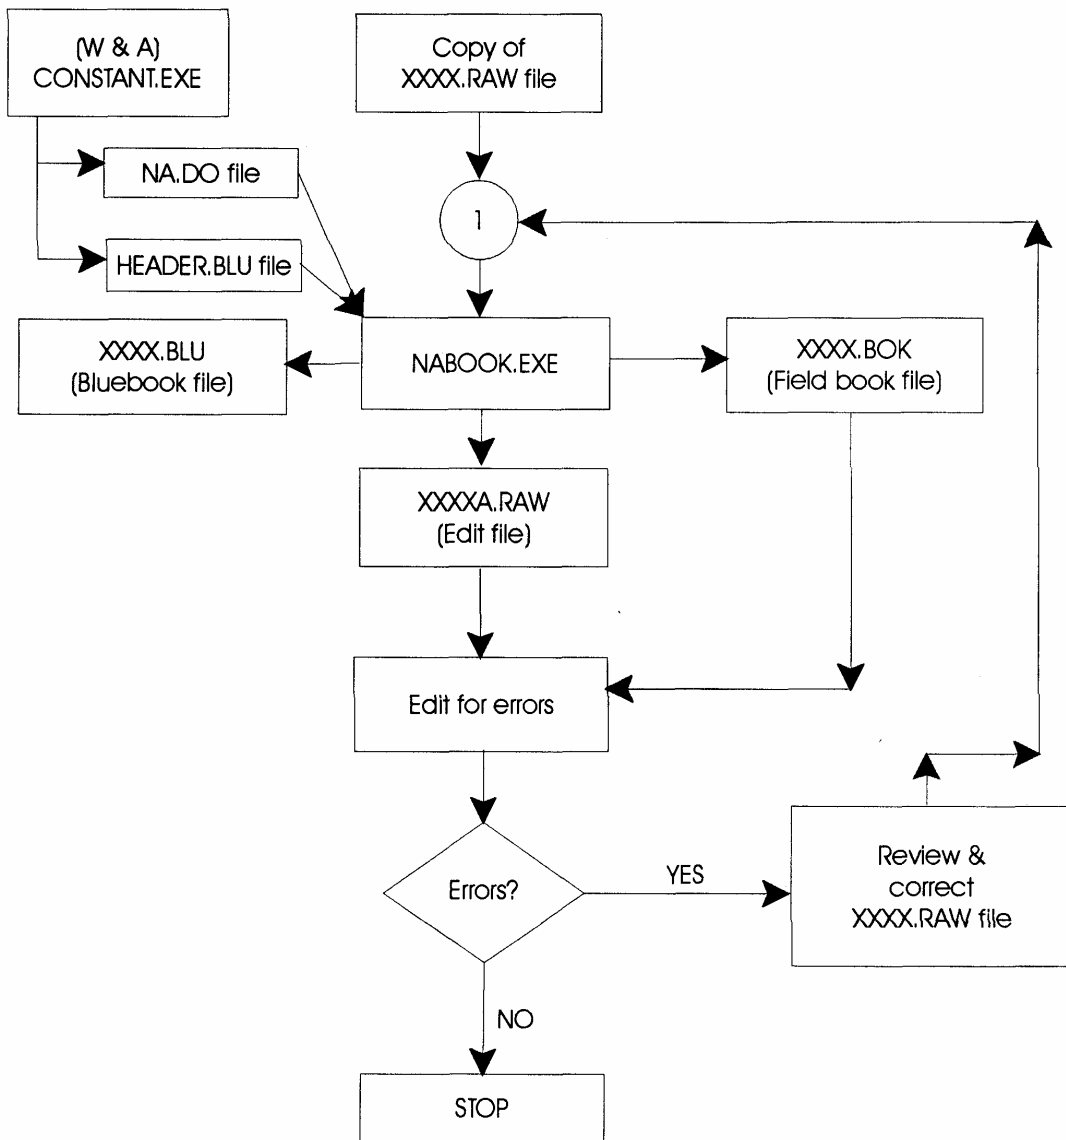 (W & A)
CONSTANT.EXE
Copy of
XXXX.RAW file
NA.DO file
1
HEADER.BLU file
XXXX.BLU
(Bluebook file)
NABOOK.EXE
XXXX.BOK
(Field book file)
XXXXA.RAW
(Edit file)
Edit for errors
Errors?
YES
Review &
correct
XXXX.RAW file
NO
STOP